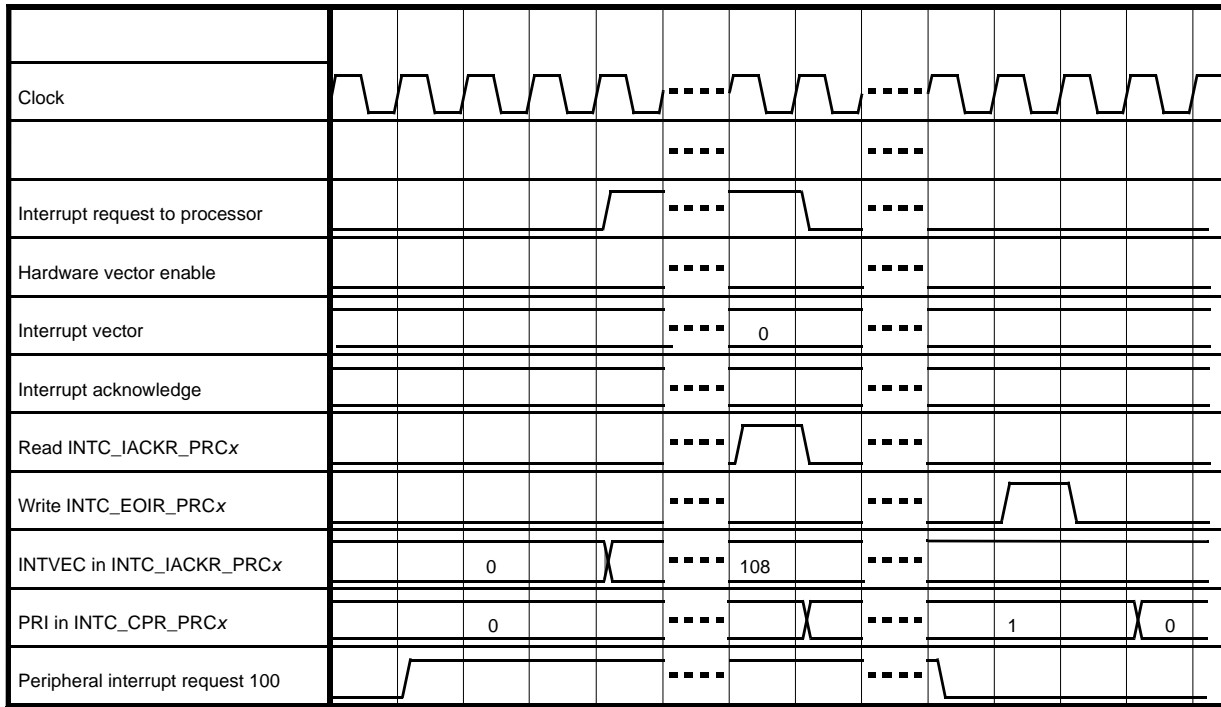 Clock
Interrupt request to processor
Hardware vector enable
Interrupt vector
0
Interrupt acknowledge
Read INTC_IACKR_PRCx
Write INTC_EOIR_PRCx
INTVEC in INTC_IACKR_PRCx
0
108
PRI in INTC_CPR_PRCx
0
1
0
Peripheral interrupt request 100